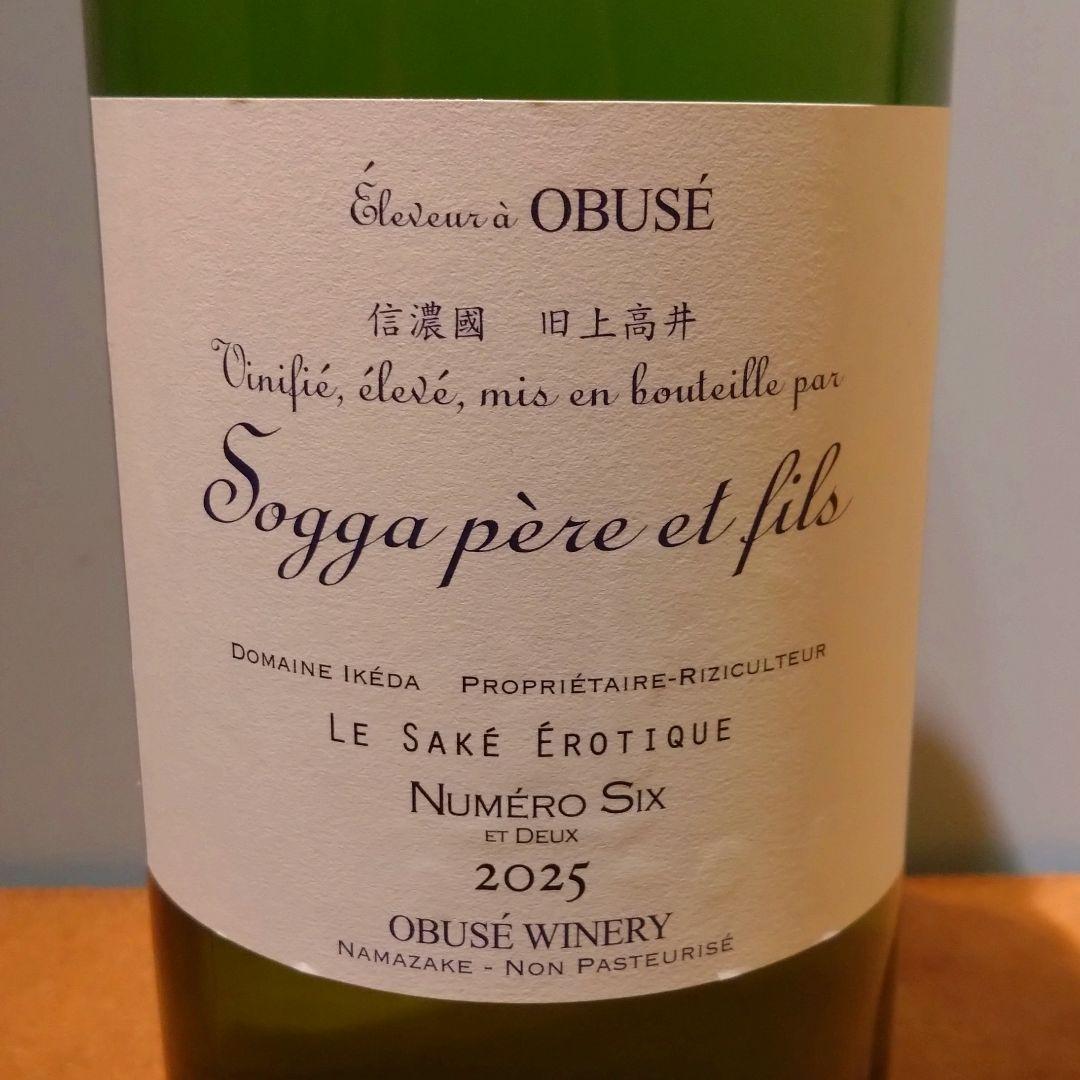 Éleveur à OBUSÉ
信濃國 旧上高井
Vinifié, élevé, mis en bouteille par
Sogga père et fils
DOMAINE IKÉDA PROPRIÉTAIRE-RIZICULTEUR
LE SAKÉ ÉROTIQUE
NUMÉRO SIX
ET DEUX
2025
OBUSÉ WINERY
NAMAZAKE - NON PASTEURISÉ